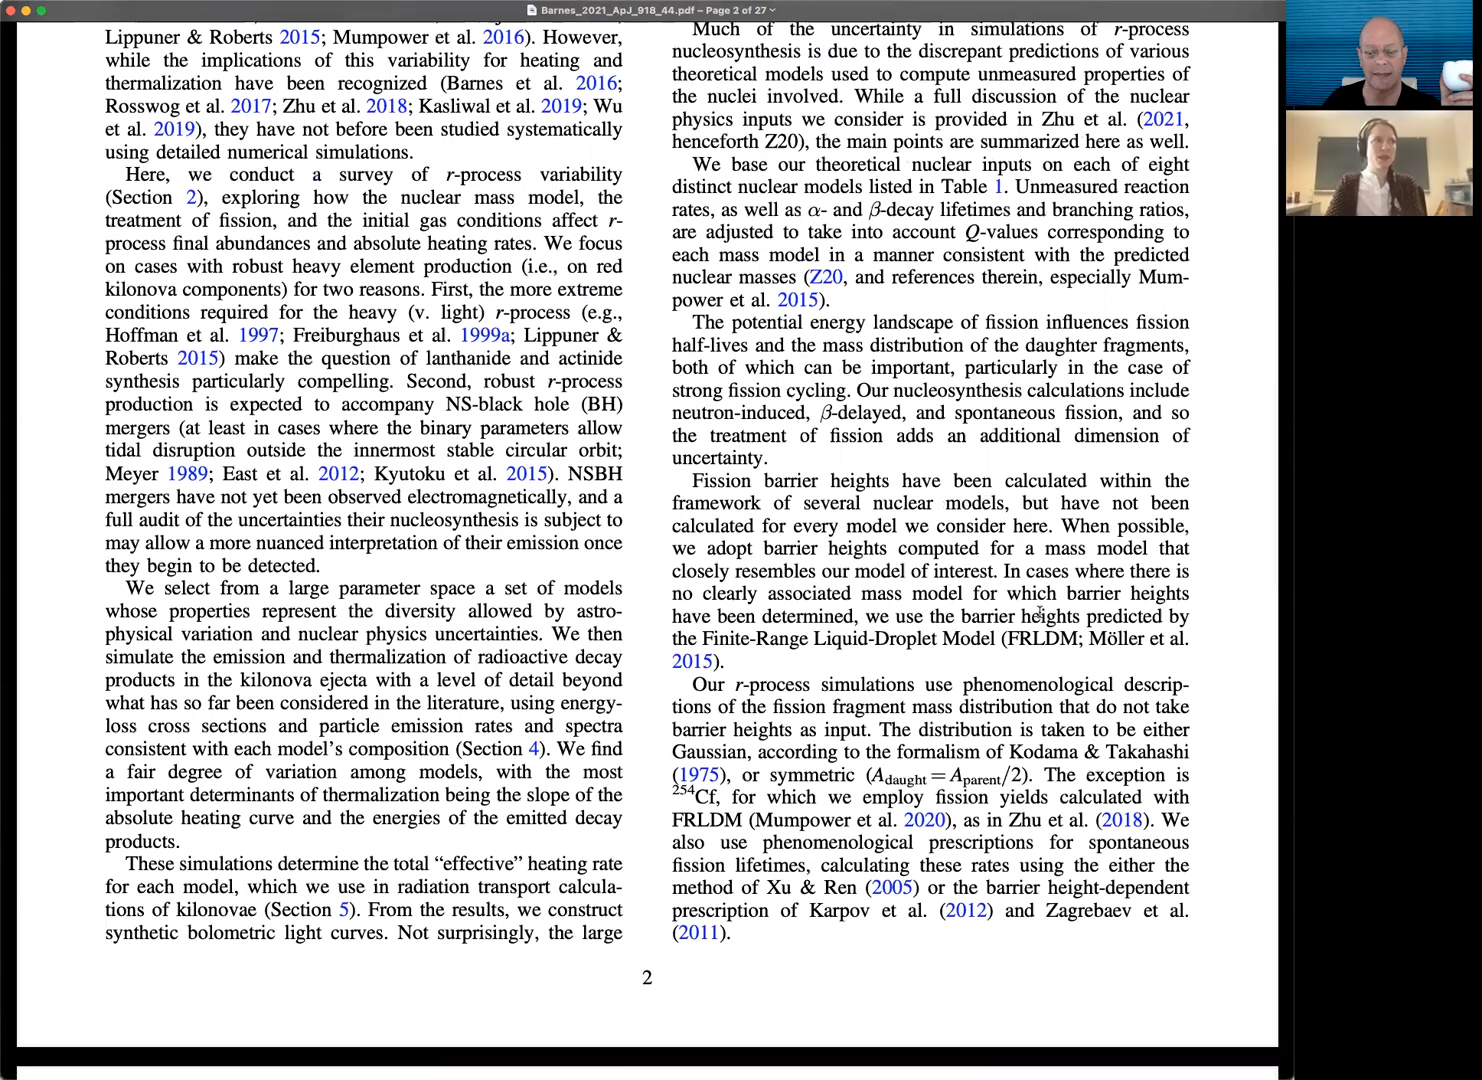 Barnes_2021_ApJ_918_44.pdf – Page 2 of 27
Lippuner & Roberts 2015; Mumpower et al. 2016). However,
while the implications of this variability for heating and
thermalization have been recognized (Barnes et al. 2016;
Rosswog et al. 2017; Zhu et al. 2018; Kasliwal et al. 2019; Wu
et al. 2019), they have not before been studied systematically
using detailed numerical simulations.
Here, we conduct a survey of r-process variability
(Section 2), exploring how the nuclear mass model, the
treatment of fission, and the initial gas conditions affect r-
process final abundances and absolute heating rates. We focus
on cases with robust heavy element production (i.e., on red
kilonova components) for two reasons. First, the more extreme
conditions required for the heavy (v. light) r-process (e.g.,
Hoffman et al. 1997; Freiburghaus et al. 1999a; Lippuner &
Roberts 2015) make the question of lanthanide and actinide
synthesis particularly compelling. Second, robust r-process
production is expected to accompany NS-black hole (BH)
mergers (at least in cases where the binary parameters allow
tidal disruption outside the innermost stable circular orbit;
Meyer 1989; East et al. 2012; Kyutoku et al. 2015). NSBH
mergers have not yet been observed electromagnetically, and a
full audit of the uncertainties their nucleosynthesis is subject to
may allow a more nuanced interpretation of their emission once
they begin to be detected.
We select from a large parameter space a set of models
whose properties represent the diversity allowed by astro-
physical variation and nuclear physics uncertainties. We then
simulate the emission and thermalization of radioactive decay
products in the kilonova ejecta with a level of detail beyond
what has so far been considered in the literature, using energy-
loss cross sections and particle emission rates and spectra
consistent with each model’s composition (Section 4). We find
a fair degree of variation among models, with the most
important determinants of thermalization being the slope of the
absolute heating curve and the energies of the emitted decay
products.
These simulations determine the total “effective” heating rate
for each model, which we use in radiation transport calcula-
tions of kilonovae (Section 5). From the results, we construct
synthetic bolometric light curves. Not surprisingly, the large
Much of the uncertainty in simulations of r-process
nucleosynthesis is due to the discrepant predictions of various
theoretical models used to compute unmeasured properties of
the nuclei involved. While a full discussion of the nuclear
physics inputs we consider is provided in Zhu et al. (2021,
henceforth Z20), the main points are summarized here as well.
We base our theoretical nuclear inputs on each of eight
distinct nuclear models listed in Table 1. Unmeasured reaction
rates, as well as α- and β-decay lifetimes and branching ratios,
are adjusted to take into account Q-values corresponding to
each mass model in a manner consistent with the predicted
nuclear masses (Z20, and references therein, especially Mum-
power et al. 2015).
The potential energy landscape of fission influences fission
half-lives and the mass distribution of the daughter fragments,
both of which can be important, particularly in the case of
strong fission cycling. Our nucleosynthesis calculations include
neutron-induced, β-delayed, and spontaneous fission, and so
the treatment of fission adds an additional dimension of
uncertainty.
Fission barrier heights have been calculated within the
framework of several nuclear models, but have not been
calculated for every model we consider here. When possible,
we adopt barrier heights computed for a mass model that
closely resembles our model of interest. In cases where there is
no clearly associated mass model for which barrier heights
have been determined, we use the barrier heights predicted by
the Finite-Range Liquid-Droplet Model (FRLDM; Möller et al.
2015).
Our r-process simulations use phenomenological descrip-
tions of the fission fragment mass distribution that do not take
barrier heights as input. The distribution is taken to be either
Gaussian, according to the formalism of Kodama & Takahashi
(1975), or symmetric (Adaught = Aparent/2). The exception is
254Cf, for which we employ fission yields calculated with
FRLDM (Mumpower et al. 2020), as in Zhu et al. (2018). We
also use phenomenological prescriptions for spontaneous
fission lifetimes, calculating these rates using the either the
method of Xu & Ren (2005) or the barrier height-dependent
prescription of Karpov et al. (2012) and Zagrebaev et al.
(2011).
2